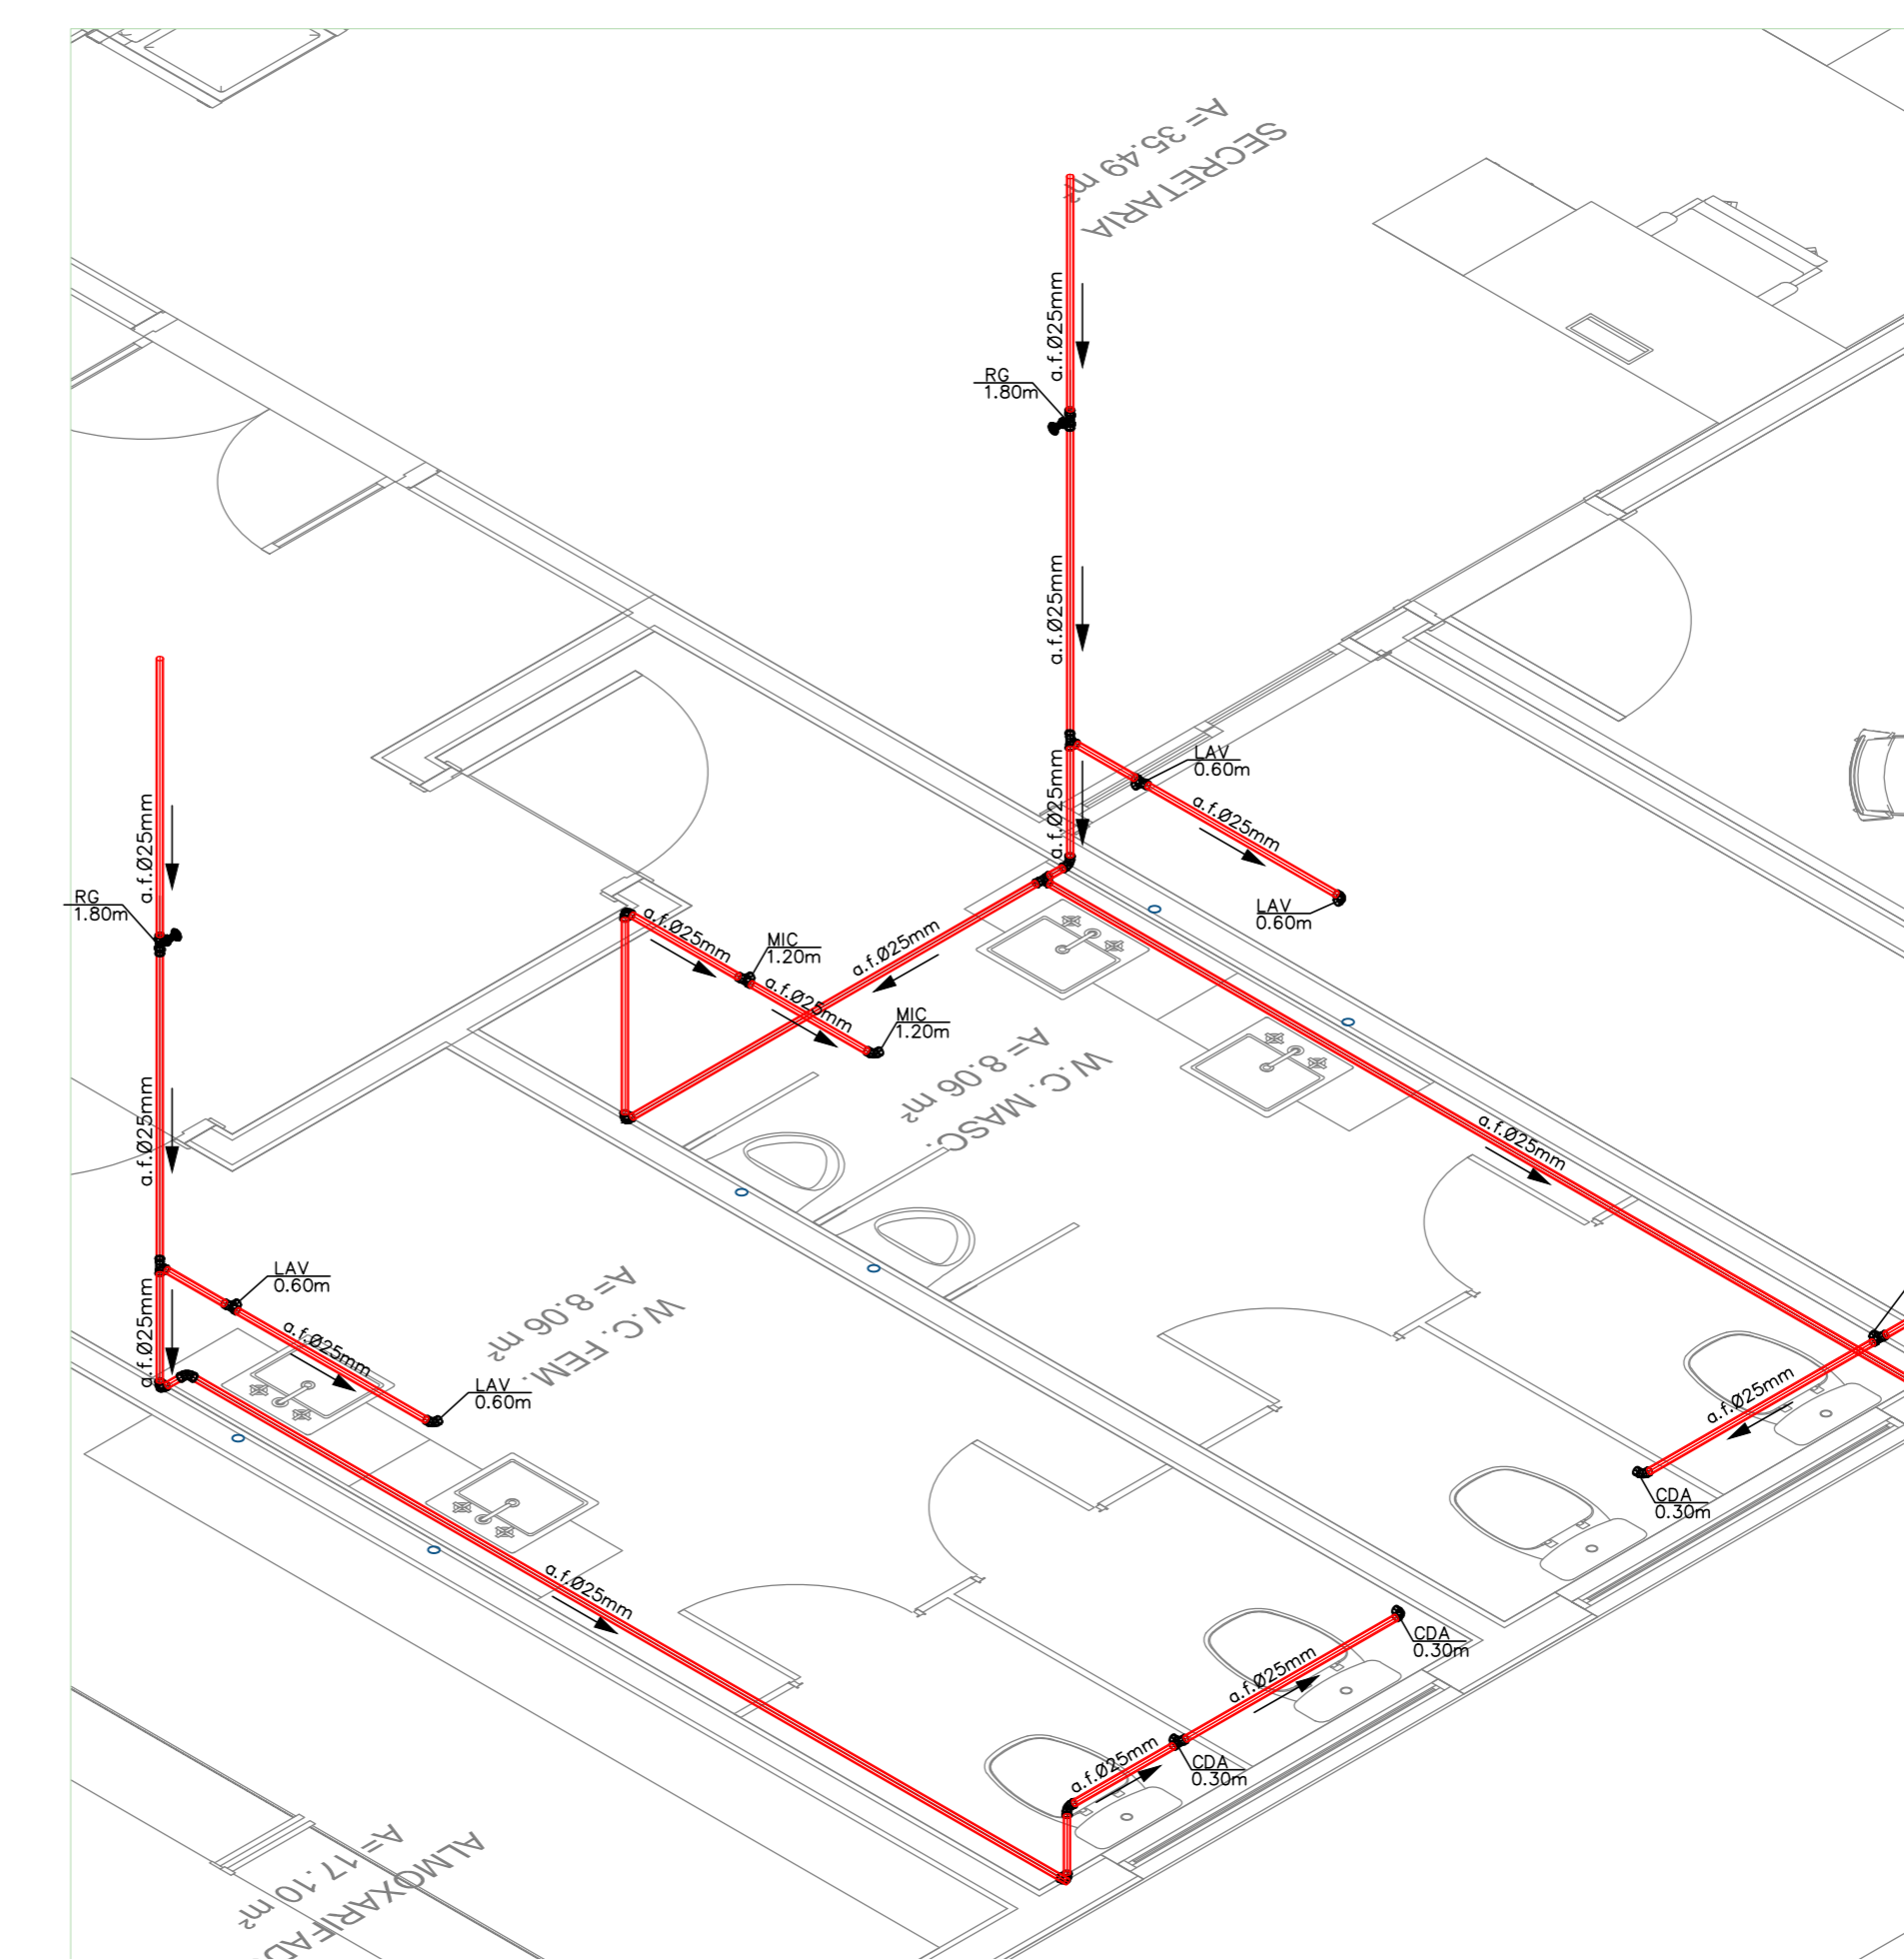 A= 35.49 m²
SECRETARIA
a.f.Ø25mm
RG
1.80m
a.f.Ø25mm
a.f.Ø25mm
LAV
0.60m
a.f.Ø25mm
LAV
0.60m
a.f.Ø25mm
RG
1.80m
a.f.Ø25mm
MIC
1.20m
a.f.Ø25mm
MIC
1.20m
a.f.Ø25mm
A= 8.06 m²
W.C. MASC.
a.f.Ø25mm
a.f.Ø25mm
LAV
0.60m
a.f.Ø25mm
a.f.Ø25mm
LAV
0.60m
A= 8.06 m²
W.C. FEM.
a.f.Ø25mm
CDA
0.30m
a.f.Ø25mm
CDA
0.30m
a.f.Ø25mm
a.f.Ø25mm
CDA
0.30m
A= 17.10 m²
ALMOXARIFAD